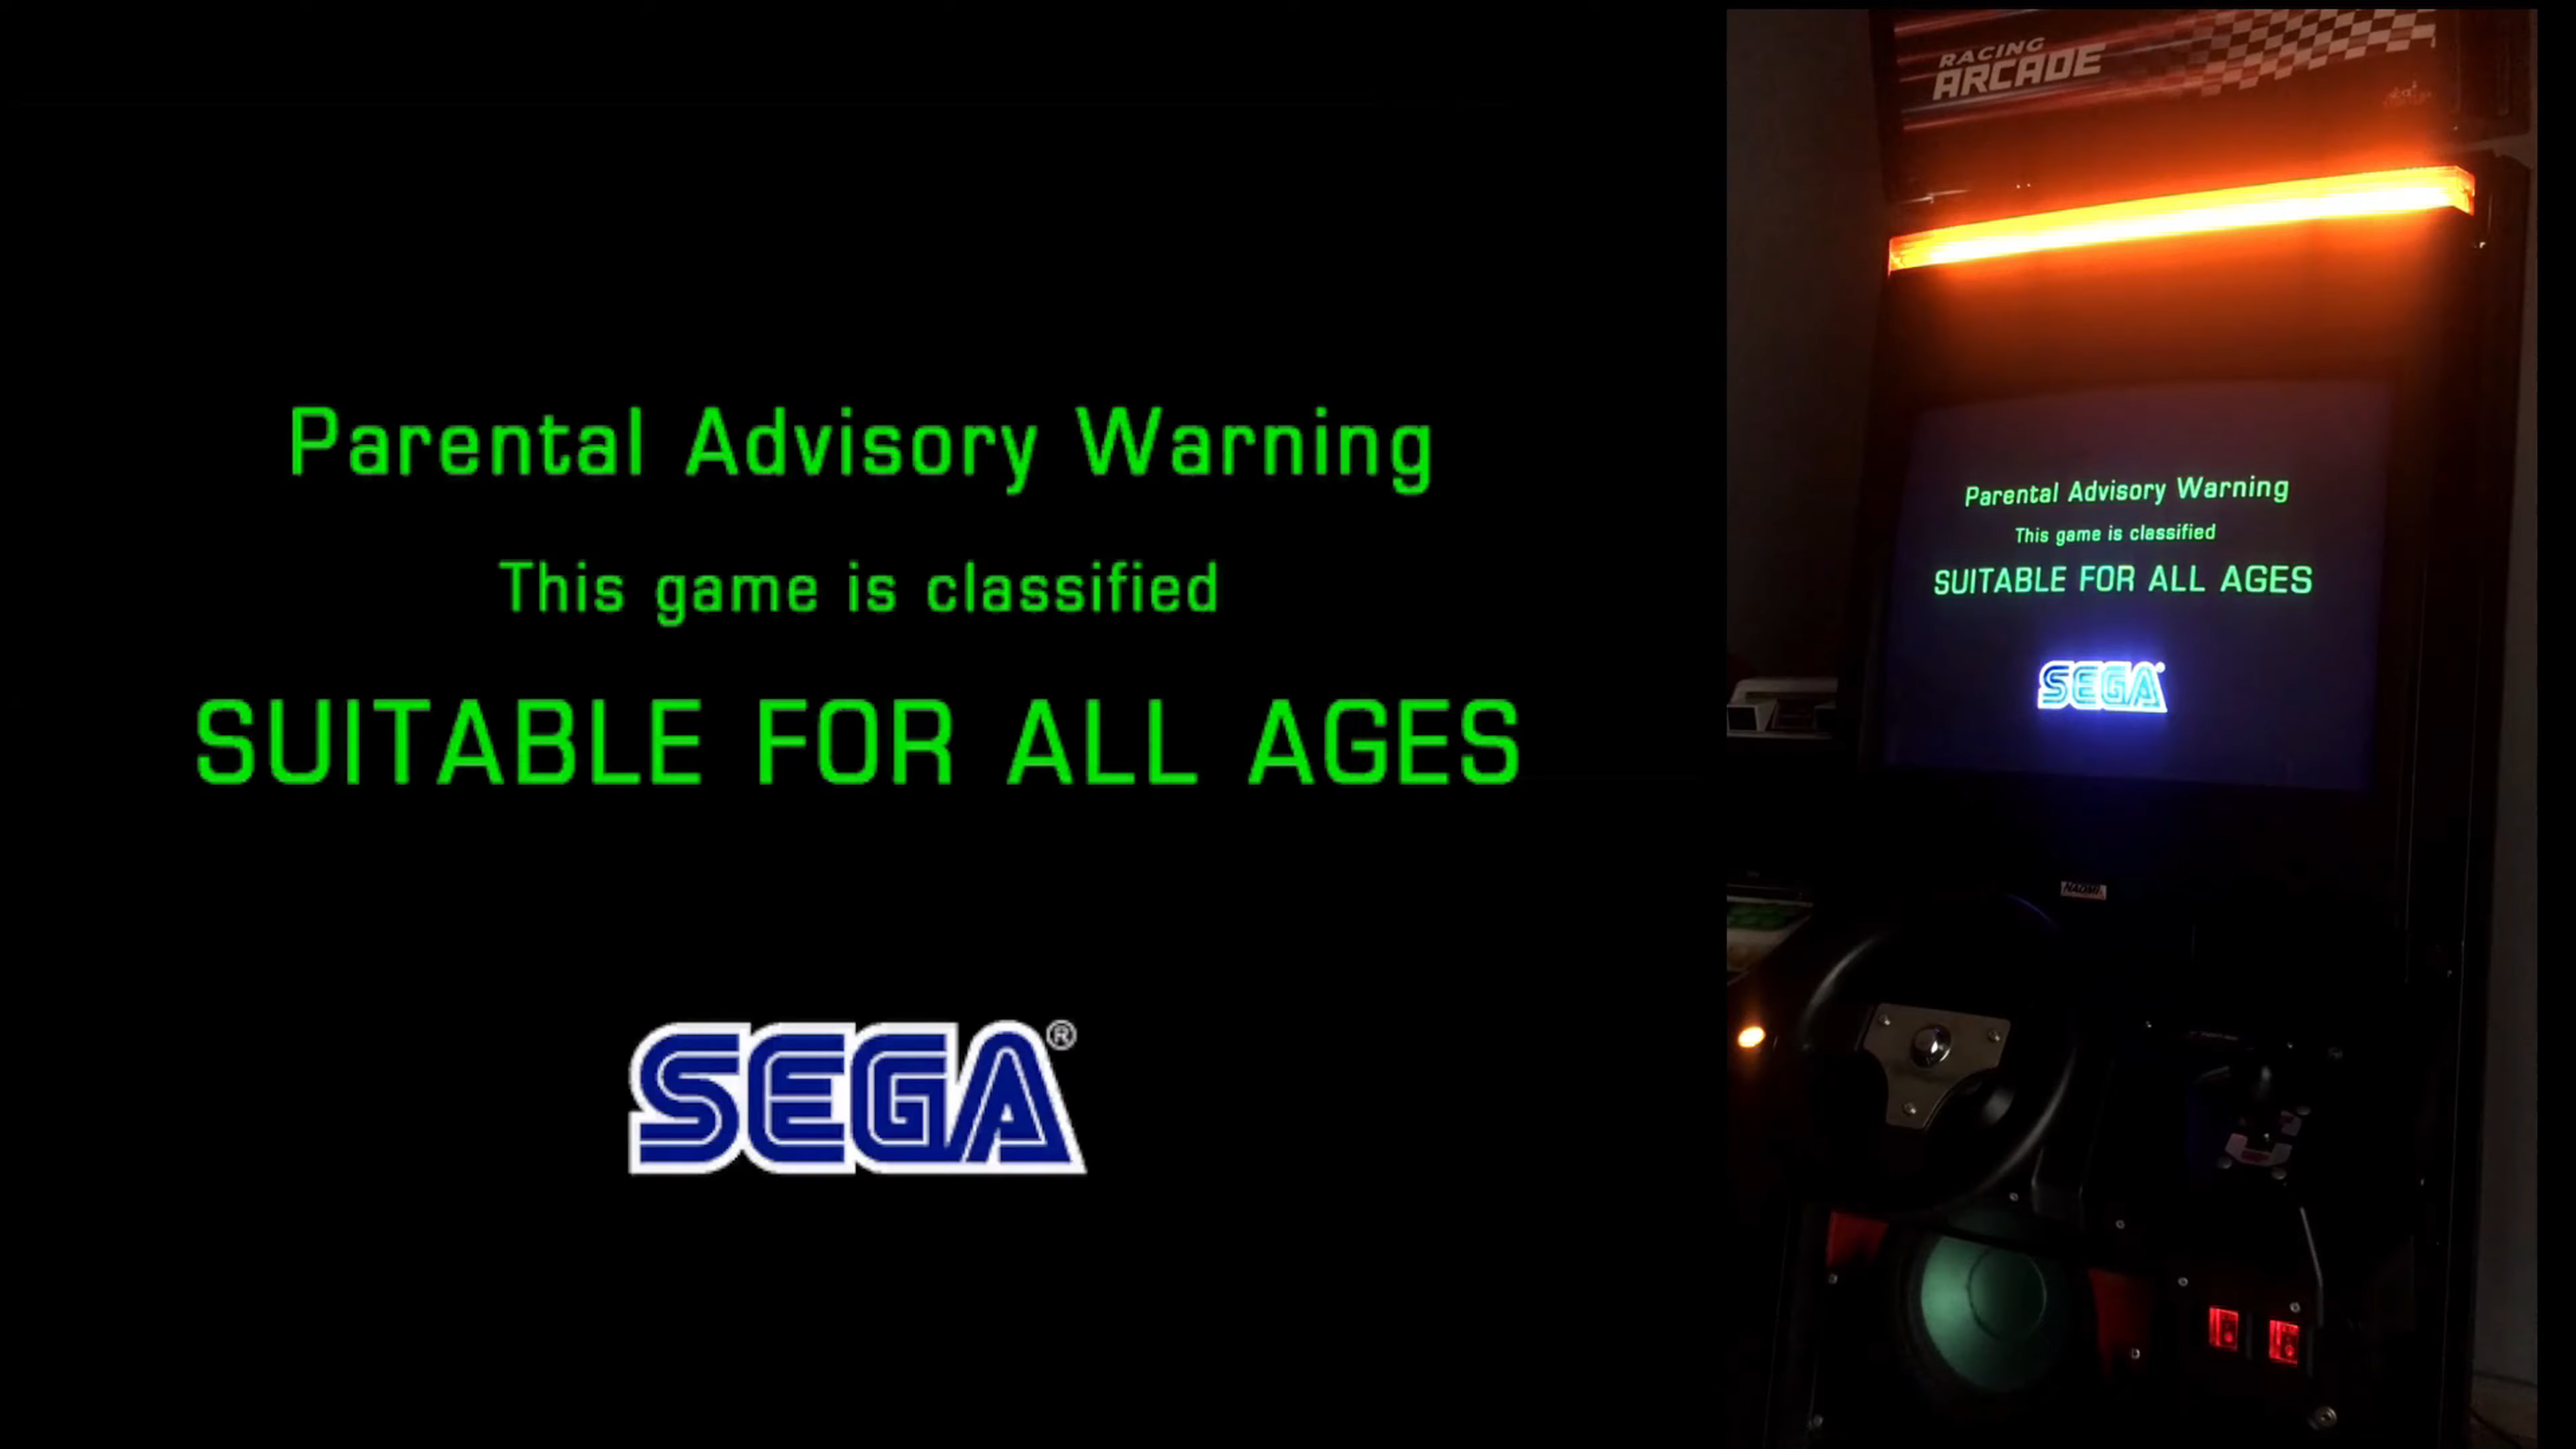 Parental Advisory Warning
This game is classified
SUITABLE FOR ALL AGES
SEGA®
RACING
ARCADE
Parental Advisory Warning
This game is classified
SUITABLE FOR ALL AGES
SEGA®
NAOMI